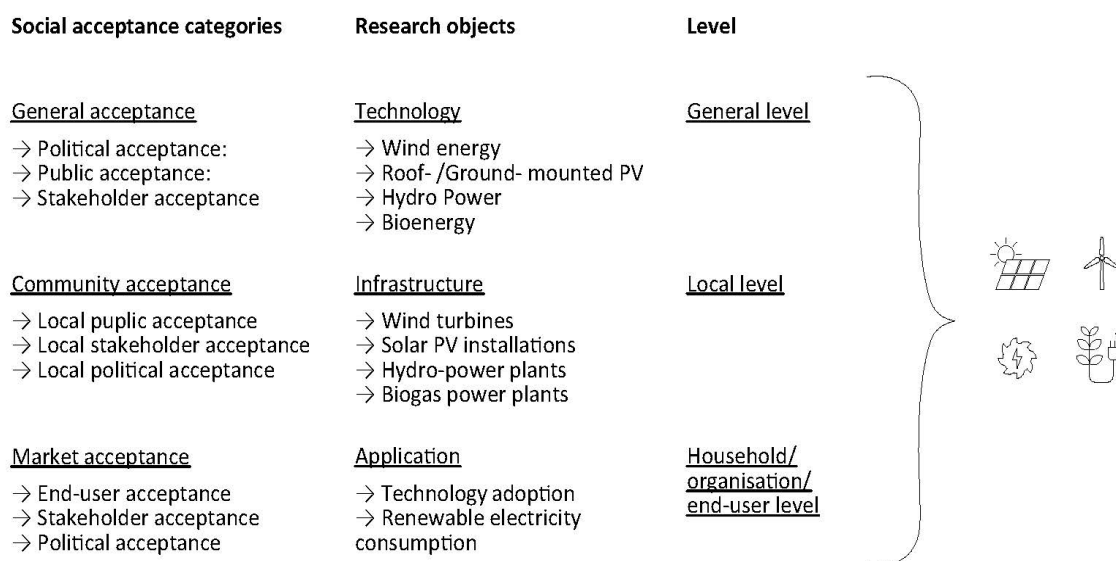 Social acceptance categories
Research objects
Level
General acceptance
Technology
General level
→ Political acceptance:
→ Public acceptance:
→ Stakeholder acceptance
→ Wind energy
→ Roof- /Ground- mounted PV
→ Hydro Power
→ Bioenergy
Community acceptance
Infrastructure
Local level
→ Local puplic acceptance
→ Local stakeholder acceptance
→ Local political acceptance
→ Wind turbines
→ Solar PV installations
→ Hydro-power plants
→ Biogas power plants
Market acceptance
Application
Household/
organisation/
end-user level
→ End-user acceptance
→ Stakeholder acceptance
→ Political acceptance
→ Technology adoption
→ Renewable electricity
consumption